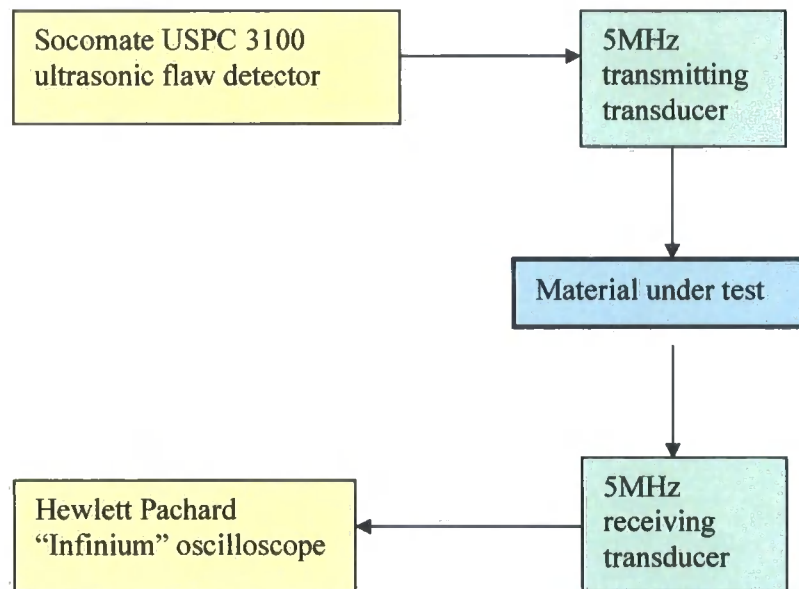 Socomate USPC 3100
ultrasonic flaw detector
5MHz
transmitting
transducer
Material under test
5MHz
receiving
transducer
Hewlett Pachard
“Infinium” oscilloscope